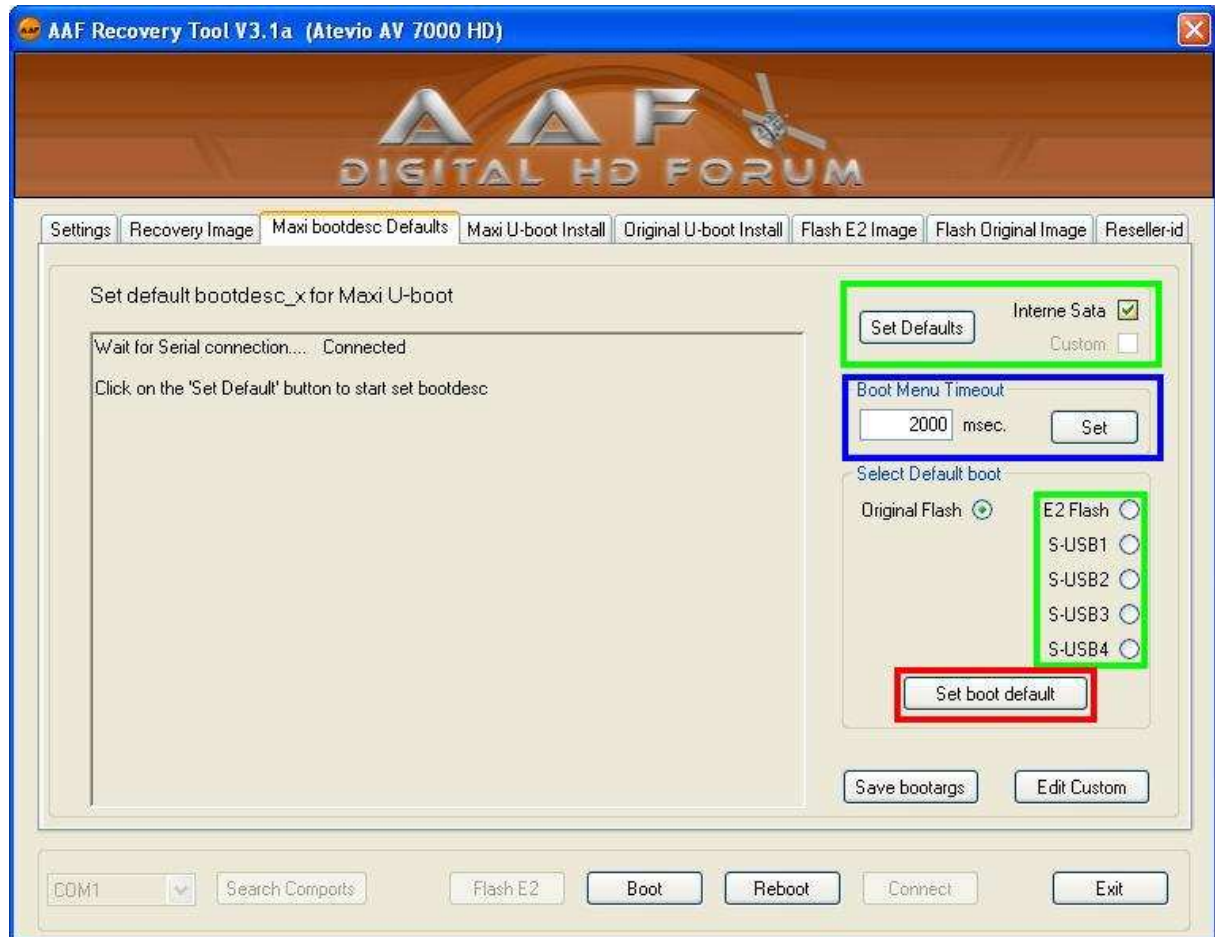 AAF Recovery Tool V3.1a (Atevio AV 7000 HD)
AAF
DIGITAL HD FORUM
Settings Recovery Image Maxi bootdesc Defaults Maxi U-boot Install Original U-boot Install Flash E2 Image Flash Original Image Reseller-id
Set default bootdesc_x for Maxi U-boot
Wait for Serial connection.... Connected
Click on the 'Set Default' button to start set bootdesc
Set Defaults
Interne Sata
Custom
Boot Menu Timeout
2000 msec. Set
Select Default boot
Original Flash E2 Flash
S-USB1
S-USB2
S-USB3
S-USB4
Set boot default
Save bootargs Edit Custom
COM1 Search Comports Flash E2 Boot Reboot Connect Exit